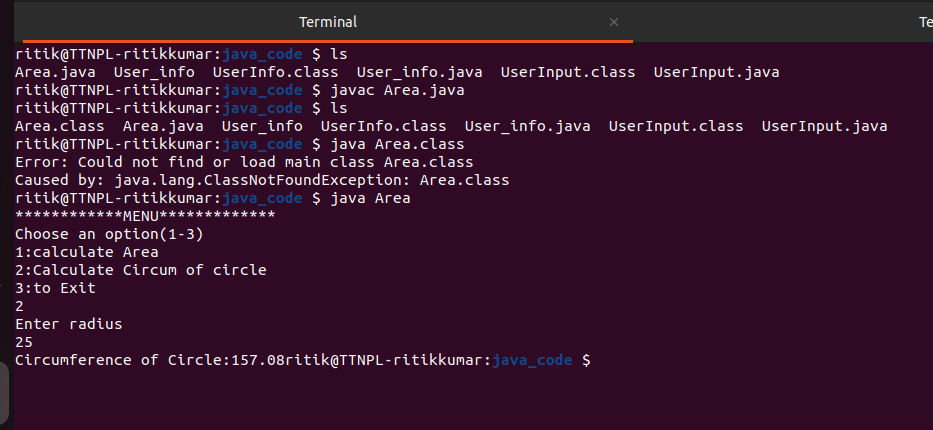 Terminal × Te
ritik@TTNPL-ritikkumar:java_code $ ls
Area.java  User_info  UserInfo.class  User_info.java  UserInput.class  UserInput.java
ritik@TTNPL-ritikkumar:java_code $ javac Area.java
ritik@TTNPL-ritikkumar:java_code $ ls
Area.class  Area.java  User_info  UserInfo.class  User_info.java  UserInput.class  UserInput.java
ritik@TTNPL-ritikkumar:java_code $ java Area.class
Error: Could not find or load main class Area.class
Caused by: java.lang.ClassNotFoundException: Area.class
ritik@TTNPL-ritikkumar:java_code $ java Area
************MENU*************
Choose an option(1-3)
1:calculate Area
2:Calculate Circum of circle
3:to Exit
2
Enter radius
25
Circumference of Circle:157.08ritik@TTNPL-ritikkumar:java_code $